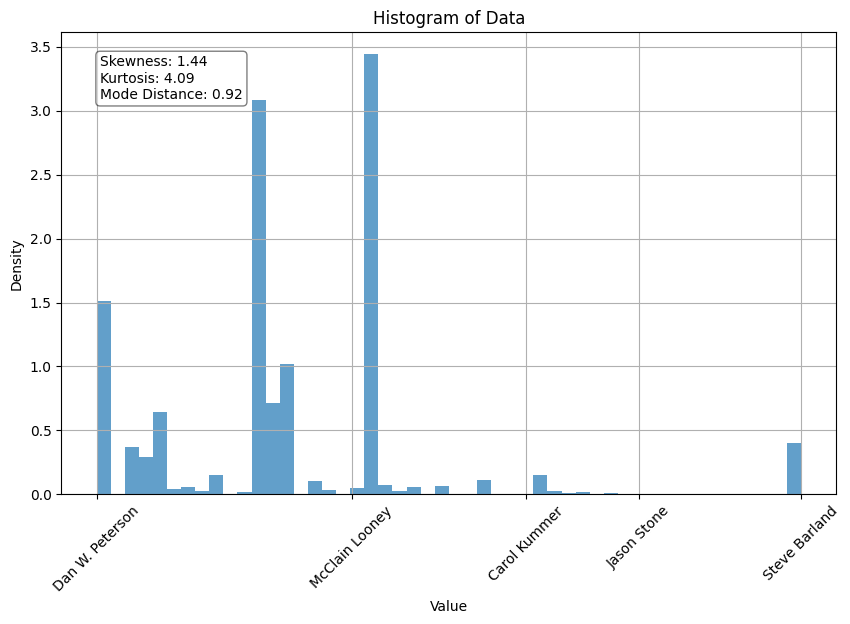 Histogram of Data
Skewness: 1.44
Kurtosis: 4.09
Mode Distance: 0.92
Density
3.5
3.0
2.5
2.0
1.5
1.0
0.5
0.0
Dan W. Peterson
McClain Looney
Carol Kummer
Jason Stone
Steve Barland
Value